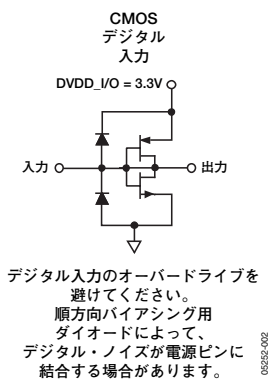 CMOS
デジタル
入力
DVDD_I/O = 3.3V
入力
出力
デジタル入力のオーバードライブを
避けてください。
順方向バイアシング用
ダイオードによって、
デジタル・ノイズが電源ピンに
結合する場合があります。
05252-002